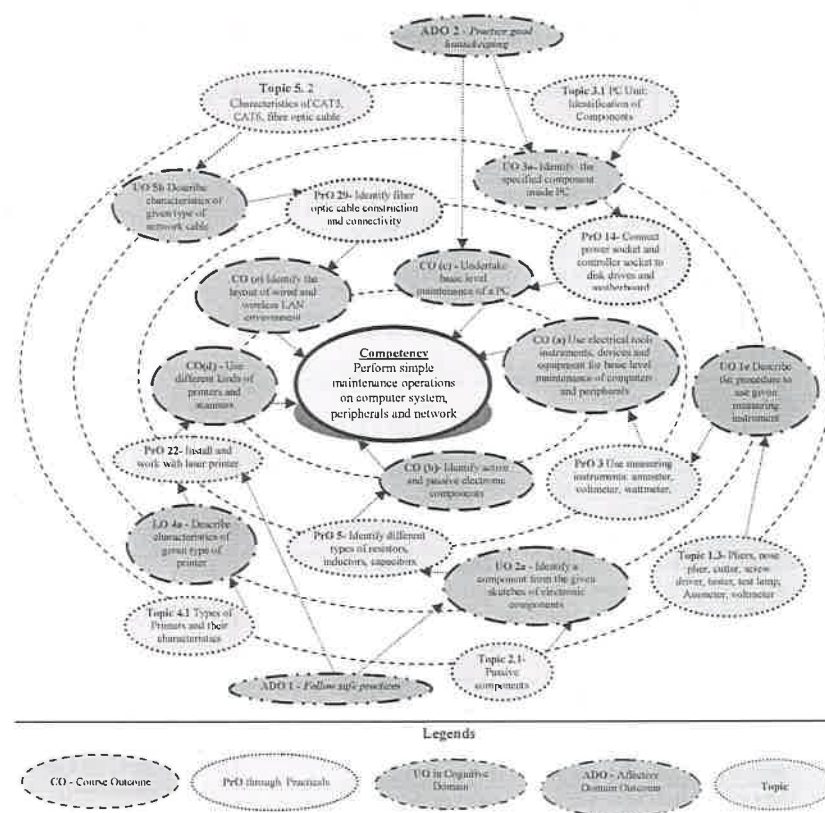 ADO 2 - Practice good
housekeeping
Topic 5. 2
Characteristics of CAT5,
CAT6, fibre optic cable
Topic 3.1 PC Unit:
Identification of
Components
UO 5b Describe
characteristics of
given type of
network cable
UO 3a- Identify the
specified component
inside PC
PrO 29- Identify fiber
optic cable construction
and connectivity
PrO 14- Connect
power socket and
controller socket to
disk drives and
motherboard
CO (e) Identify the
layout of wired and
wireless LAN
environment
CO (c) - Undertake
basic level
maintenance of a PC
CO(d) - Use
different kinds of
printers and
scanners
Competency
Perform simple
maintenance operations
on computer system,
peripherals and network
CO (a) Use electrical tools
instruments, devices and
equipment for basic level
maintenance of computers
and peripherals
UO 1e Describe
the procedure to
use given
measuring
instrument
PrO 22- Install and
work with laser printer
CO (b)- Identify active
and passive electronic
components
PrO 3 Use measuring
instruments: ammeter,
voltmeter, wattmeter,
LO 4a - Describe
characteristics of
given type of
printer
PrO 5- Identify different
types of resistors,
inductors, capacitors
UO 2a - Identify a
component from the given
sketches of electronic
components
Topic 1.3- Pliers, nose
plier, cutter, screw
driver, tester, test lamp,
Ammeter, voltmeter
Topic 4.1 Types of
Printers and their
characteristics
Topic 2.1-
Passive
components
ADO 1 - Follow safe practices
Legends
CO - Course Outcome
PrO through Practicals
UO in Cognitive
Domain
ADO - Affective
Domain Outcome
Topic